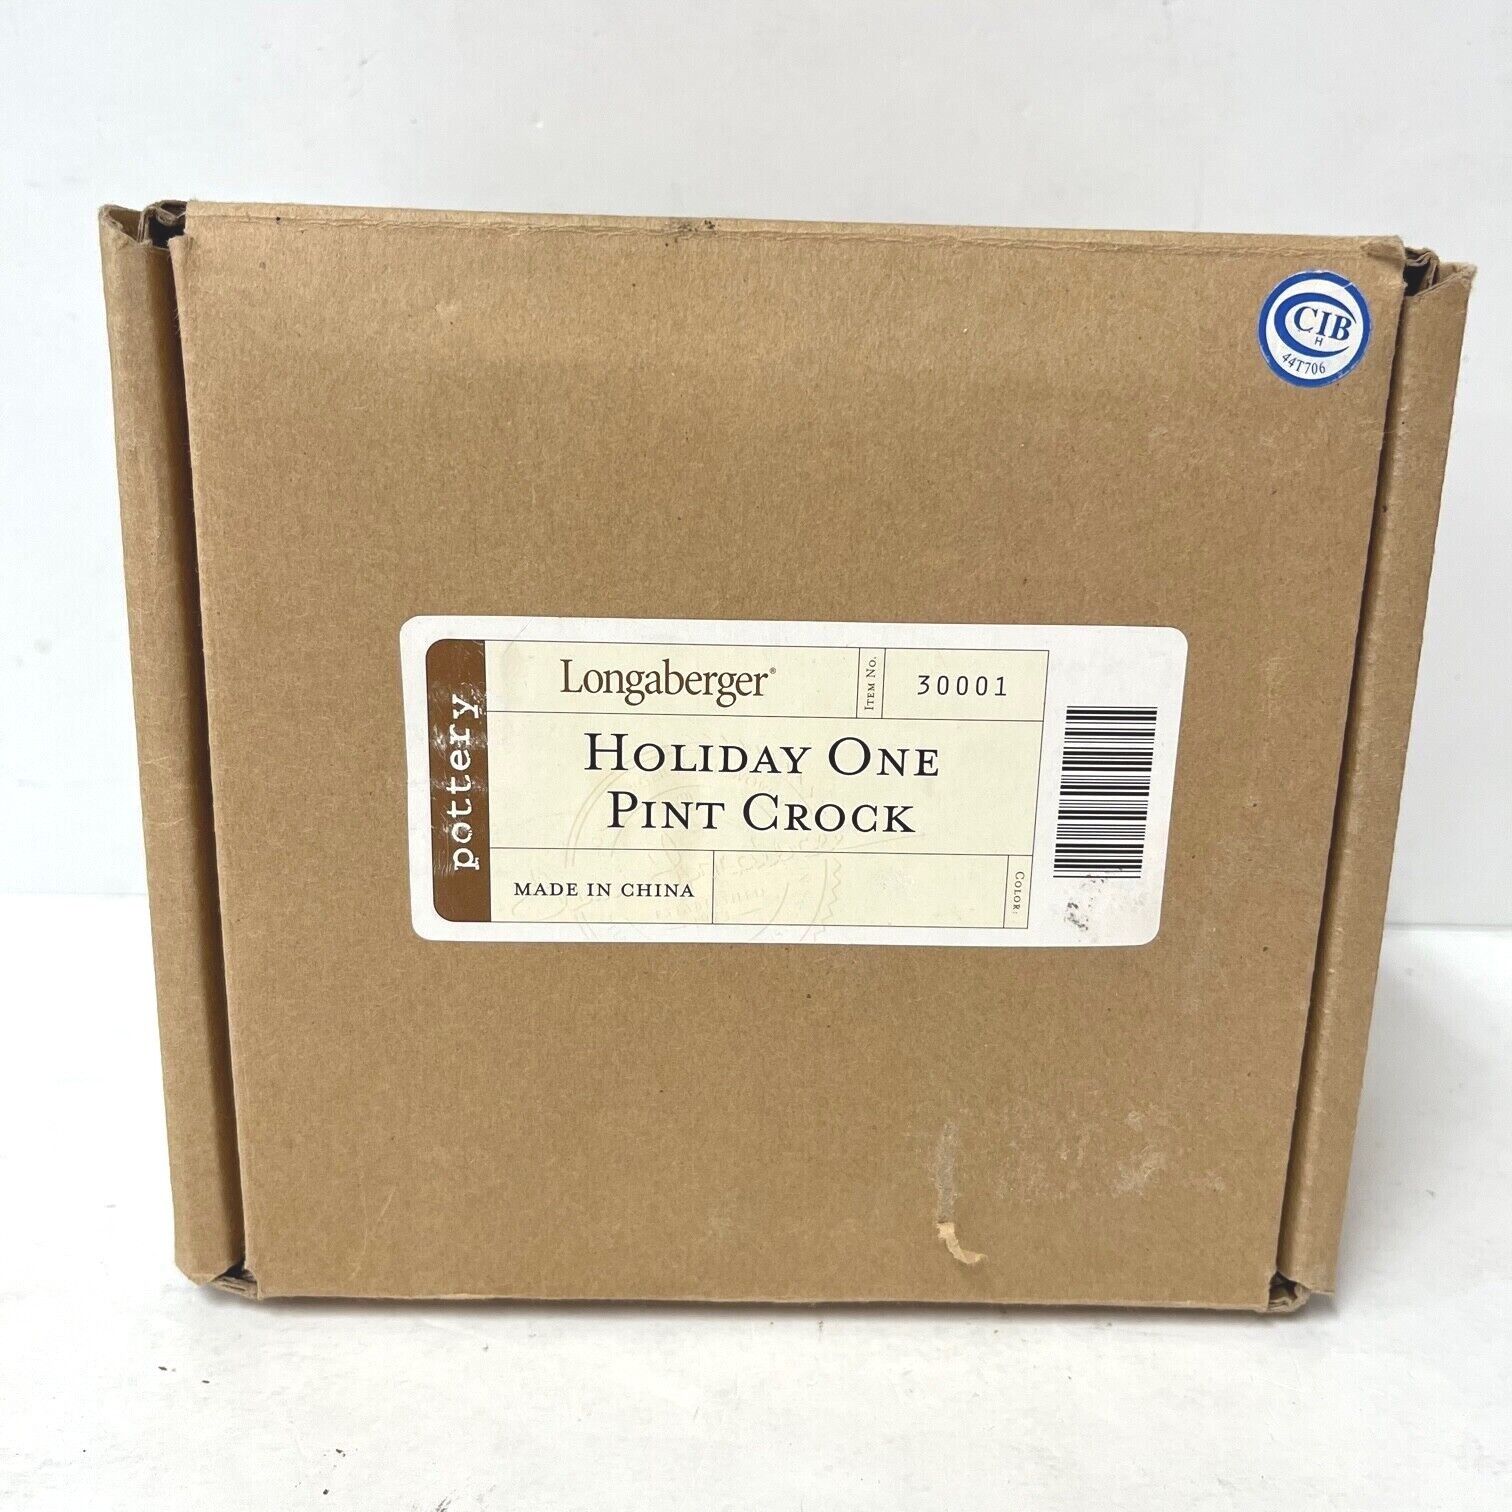 CIB
H
44T706
pottery
Longaberger®
ITEM NO.
30001
HOLIDAY ONE
PINT CROCK
MADE IN CHINA
COLOR: